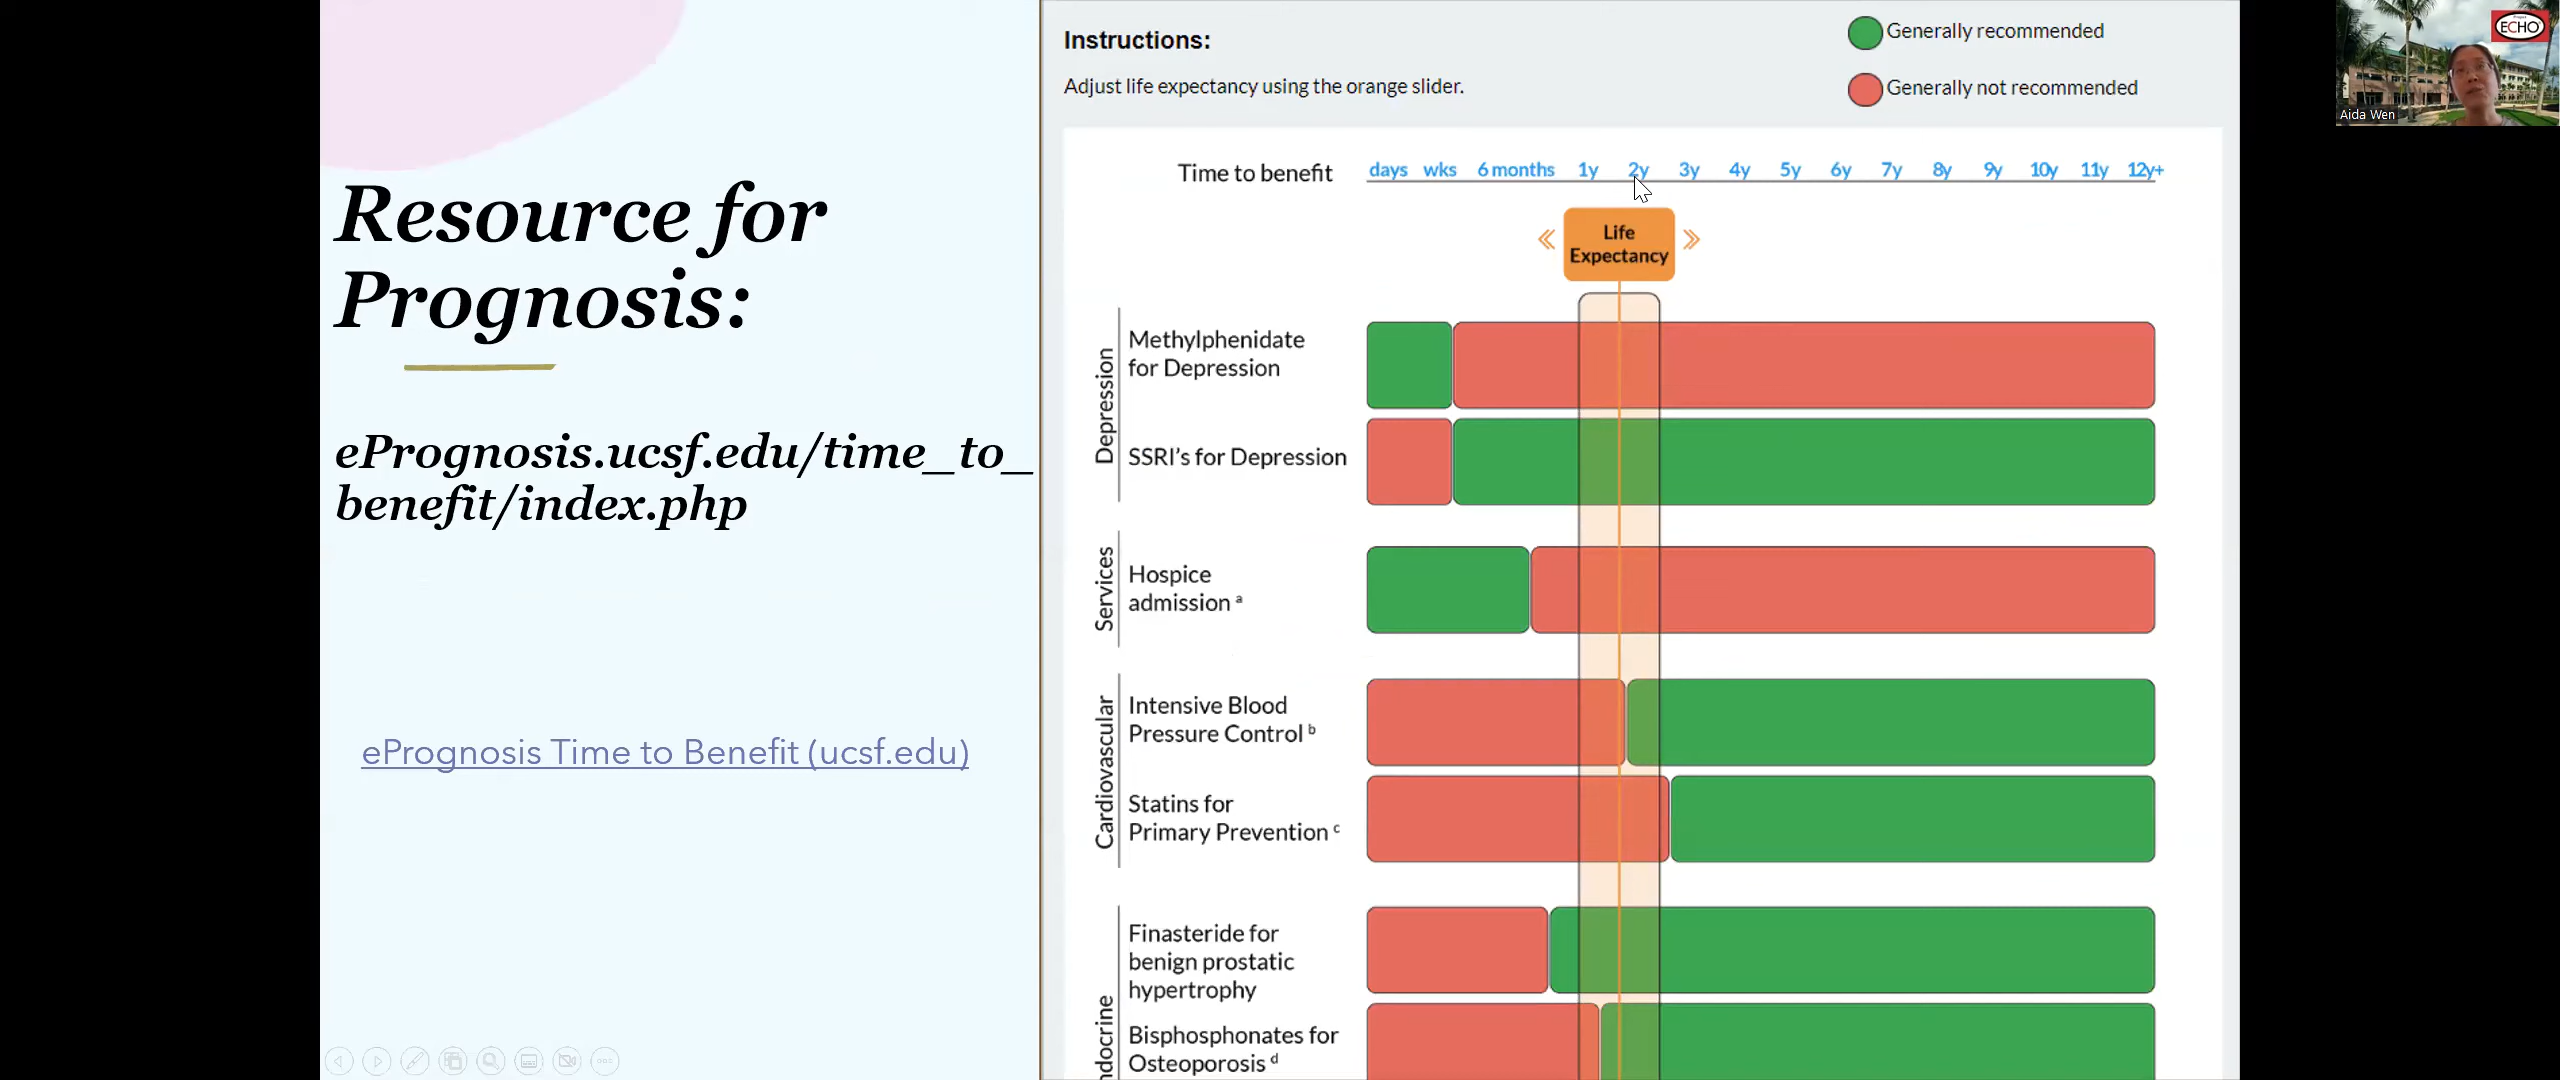 Resource for
Prognosis:
ePrognosis.ucsf.edu/time_to_
benefit/index.php
ePrognosis Time to Benefit (ucsf.edu)
Instructions:
Adjust life expectancy using the orange slider.
Generally recommended
Generally not recommended
Time to benefit days wks 6 months 1y 2y 3y 4y 5y 6y 7y 8y 9y 10y 11y 12y+
Life
Expectancy
Depression
Methylphenidate
for Depression
SSRI's for Depression
Services
Hospice
admission a
Cardiovascular
Intensive Blood
Pressure Control b
Statins for
Primary Prevention c
ndocrine
Finasteride for
benign prostatic
hypertrophy
Bisphosphonates for
Osteoporosis d
ECHO
Aida Wen